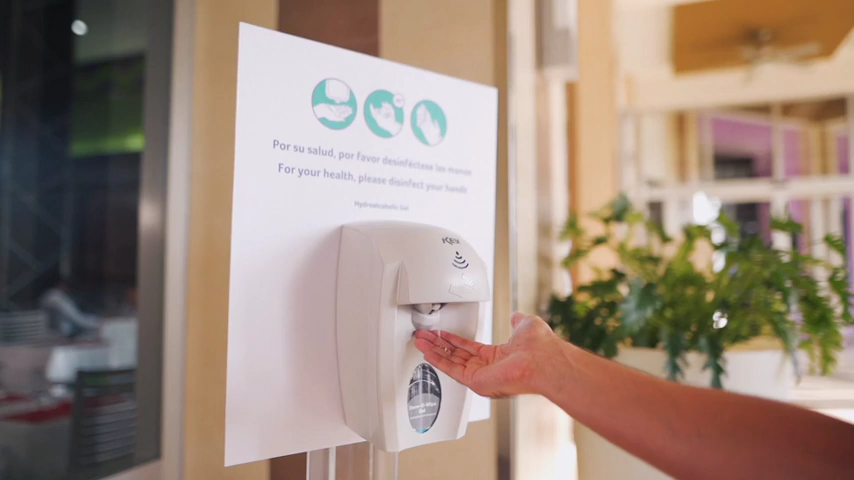 Por su salud, por favor desinféctese las manos
For your health, please disinfect your hands
Hydroalcoholic Gel